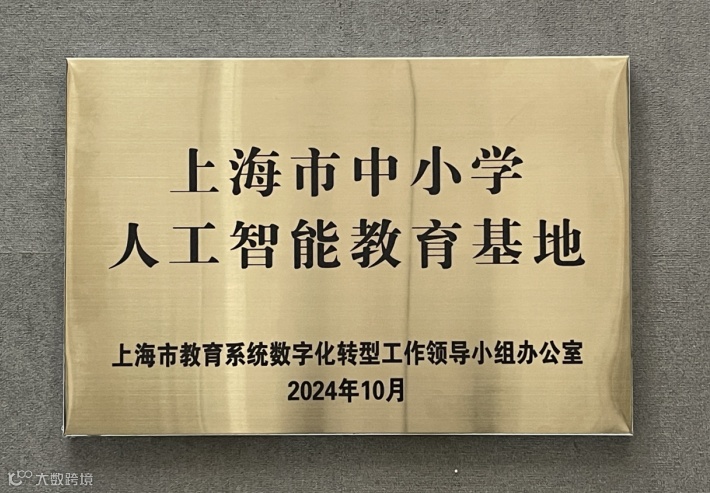 上海市中小学
人工智能教育基地
上海市教育系统数字化转型工作领导小组办公室
2024年10月
大数跨境